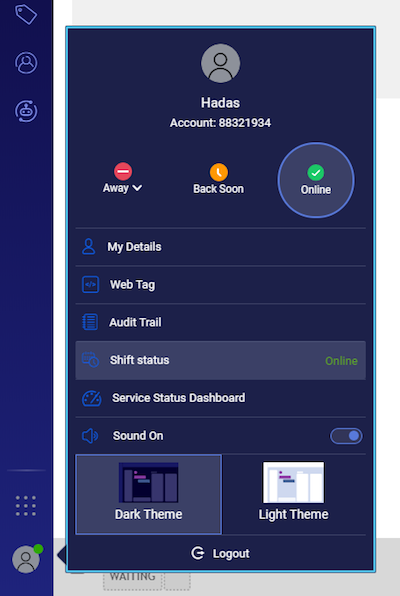 Hadas
Account: 88321934
Away
Back Soon
Online
My Details
Web Tag
Audit Trail
Shift status Online
Service Status Dashboard
Sound On
Dark Theme
Light Theme
Logout
WAITING